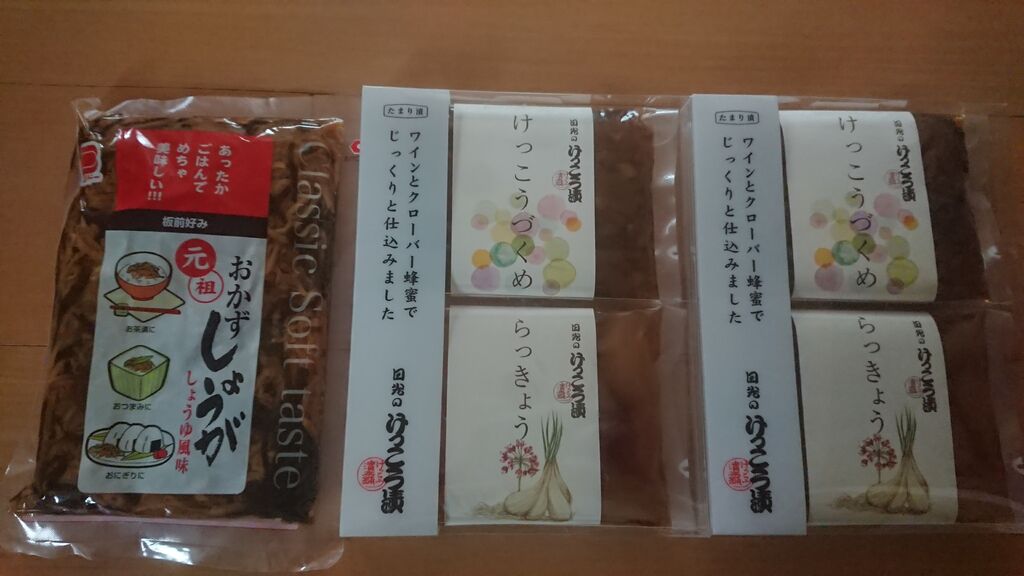 あったか
ごはんで
めちゃ
美味しい!!!
板前好み
元祖
おかず
しょうが
しょうゆ風味
お茶漬に
おつまみに
おにぎりに
Classic Soft taste
たまり漬
ワインとクローバー蜂蜜で
じっくりと仕込みました
日光の
けっこう漬
日光のけっこう漬
けっこうづくめ
日光のけっこう漬
らっきょう
たまり漬
ワインとクローバー蜂蜜で
じっくりと仕込みました
日光の
けっこう漬
日光のけっこう漬
けっこうづくめ
日光のけっこう漬
らっきょう